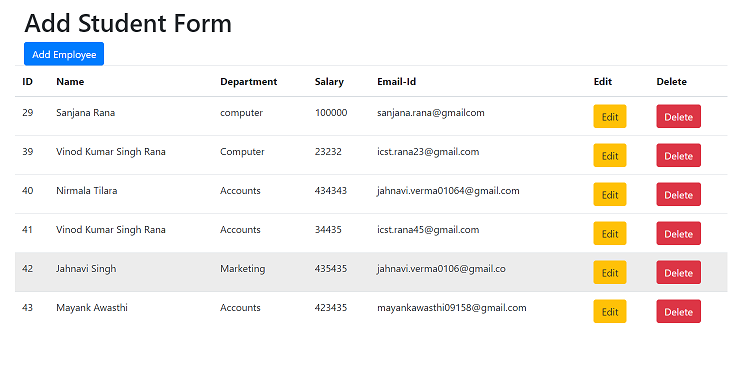 Add Student Form
Add Employee
ID Name Department Salary Email-Id Edit Delete
29 Sanjana Rana computer 100000 sanjana.rana@gmailcom Edit Delete
39 Vinod Kumar Singh Rana Computer 23232 icst.rana23@gmail.com Edit Delete
40 Nirmala Tilara Accounts 434343 jahnavi.verma01064@gmail.com Edit Delete
41 Vinod Kumar Singh Rana Accounts 34435 icst.rana45@gmail.com Edit Delete
42 Jahnavi Singh Marketing 435435 jahnavi.verma0106@gmail.co Edit Delete
43 Mayank Awasthi Accounts 423435 mayankawasthi09158@gmail.com Edit Delete